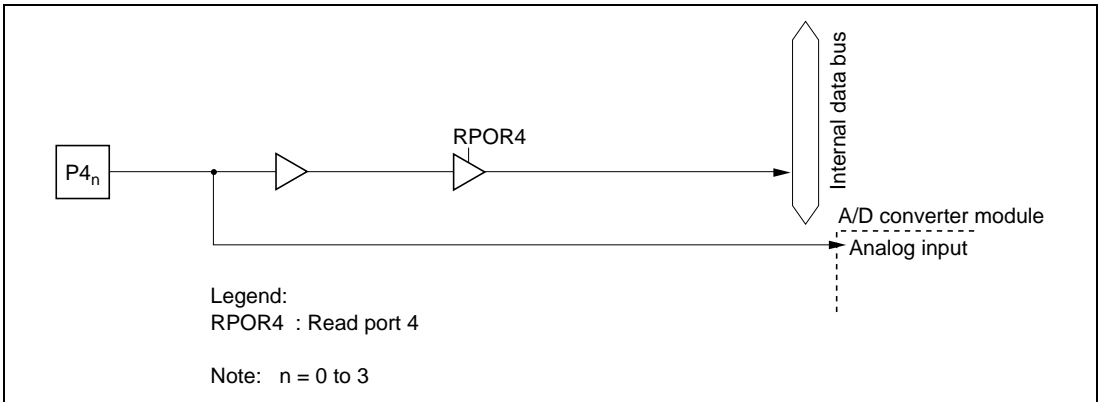 Internal data bus
RPOR4
P4n
A/D converter module
Analog input
Legend:
RPOR4 : Read port 4
Note: n = 0 to 3